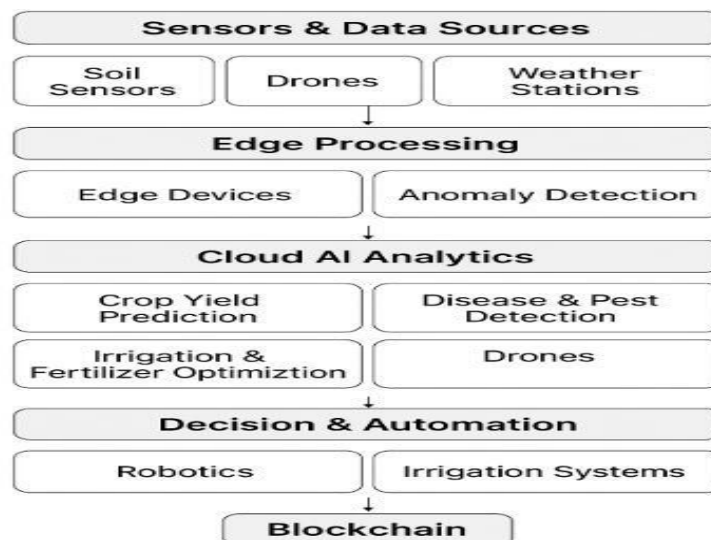 Sensors & Data Sources
Soil
Sensors
Drones
Weather
Stations
Edge Processing
Edge Devices
Anomaly Detection
Cloud AI Analytics
Crop Yield
Prediction
Disease & Pest
Detection
Irrigation &
Fertilizer Optimiztion
Drones
Decision & Automation
Robotics
Irrigation Systems
Blockchain